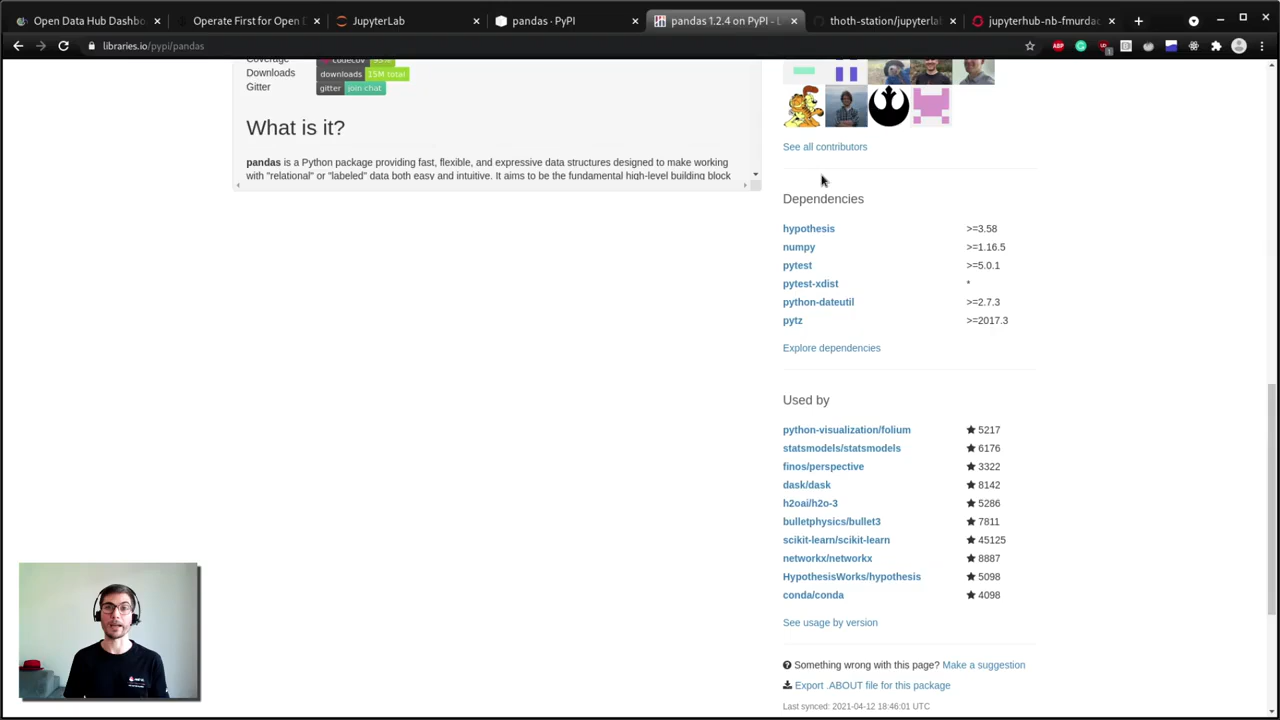 Open Data Hub Dashbo
Operate First for Open D
JupyterLab
pandas · PyPI
pandas 1.2.4 on PyPI - L
thoth-station/jupyterlab
jupyterhub-nb-fmurdac
libraries.io/pypi/pandas
Coverage codecov 95%
Downloads downloads 15M total
Gitter gitter join chat
What is it?
pandas is a Python package providing fast, flexible, and expressive data structures designed to make working
with "relational" or "labeled" data both easy and intuitive. It aims to be the fundamental high-level building block
See all contributors
Dependencies
hypothesis >=3.58
numpy >=1.16.5
pytest >=5.0.1
pytest-xdist *
python-dateutil >=2.7.3
pytz >=2017.3
Explore dependencies
Used by
python-visualization/folium ★ 5217
statsmodels/statsmodels ★ 6176
finos/perspective ★ 3322
dask/dask ★ 8142
h2oai/h2o-3 ★ 5286
bulletphysics/bullet3 ★ 7811
scikit-learn/scikit-learn ★ 45125
networkx/networkx ★ 8887
HypothesisWorks/hypothesis ★ 5098
conda/conda ★ 4098
See usage by version
Something wrong with this page? Make a suggestion
Export .ABOUT file for this package
Last synced: 2021-04-12 18:46:01 UTC